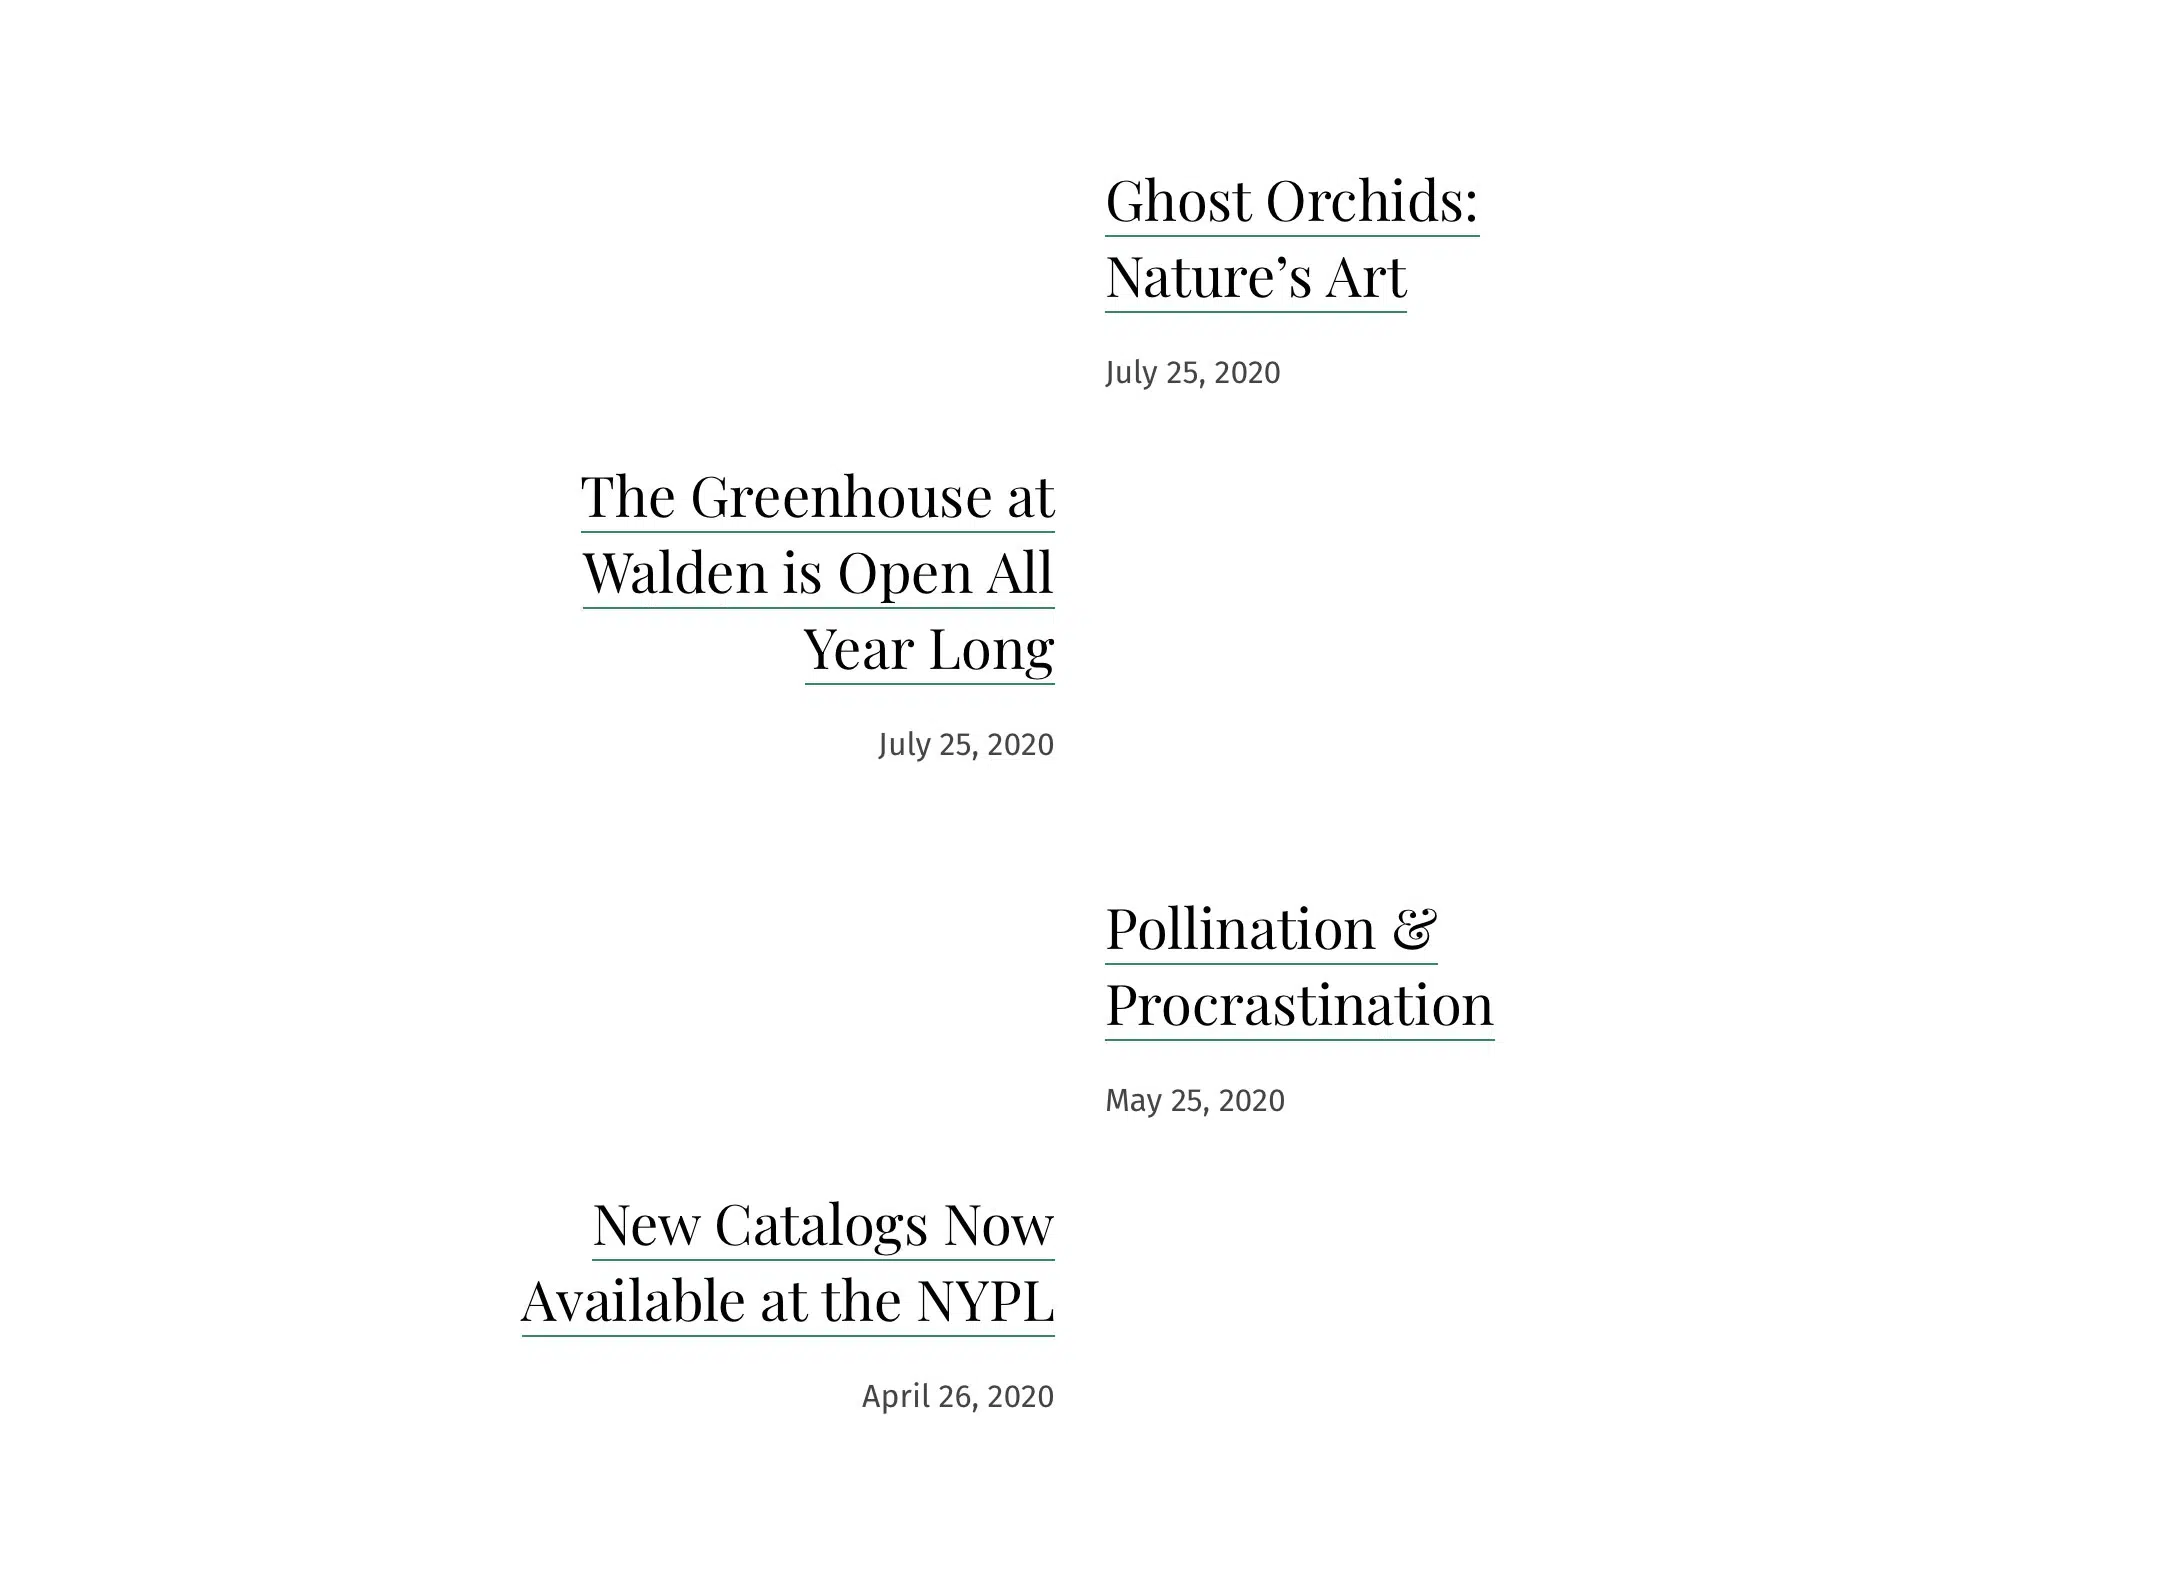 Ghost Orchids:
Nature’s Art
July 25, 2020
The Greenhouse at
Walden is Open All
Year Long
July 25, 2020
Pollination &
Procrastination
May 25, 2020
New Catalogs Now
Available at the NYPL
April 26, 2020